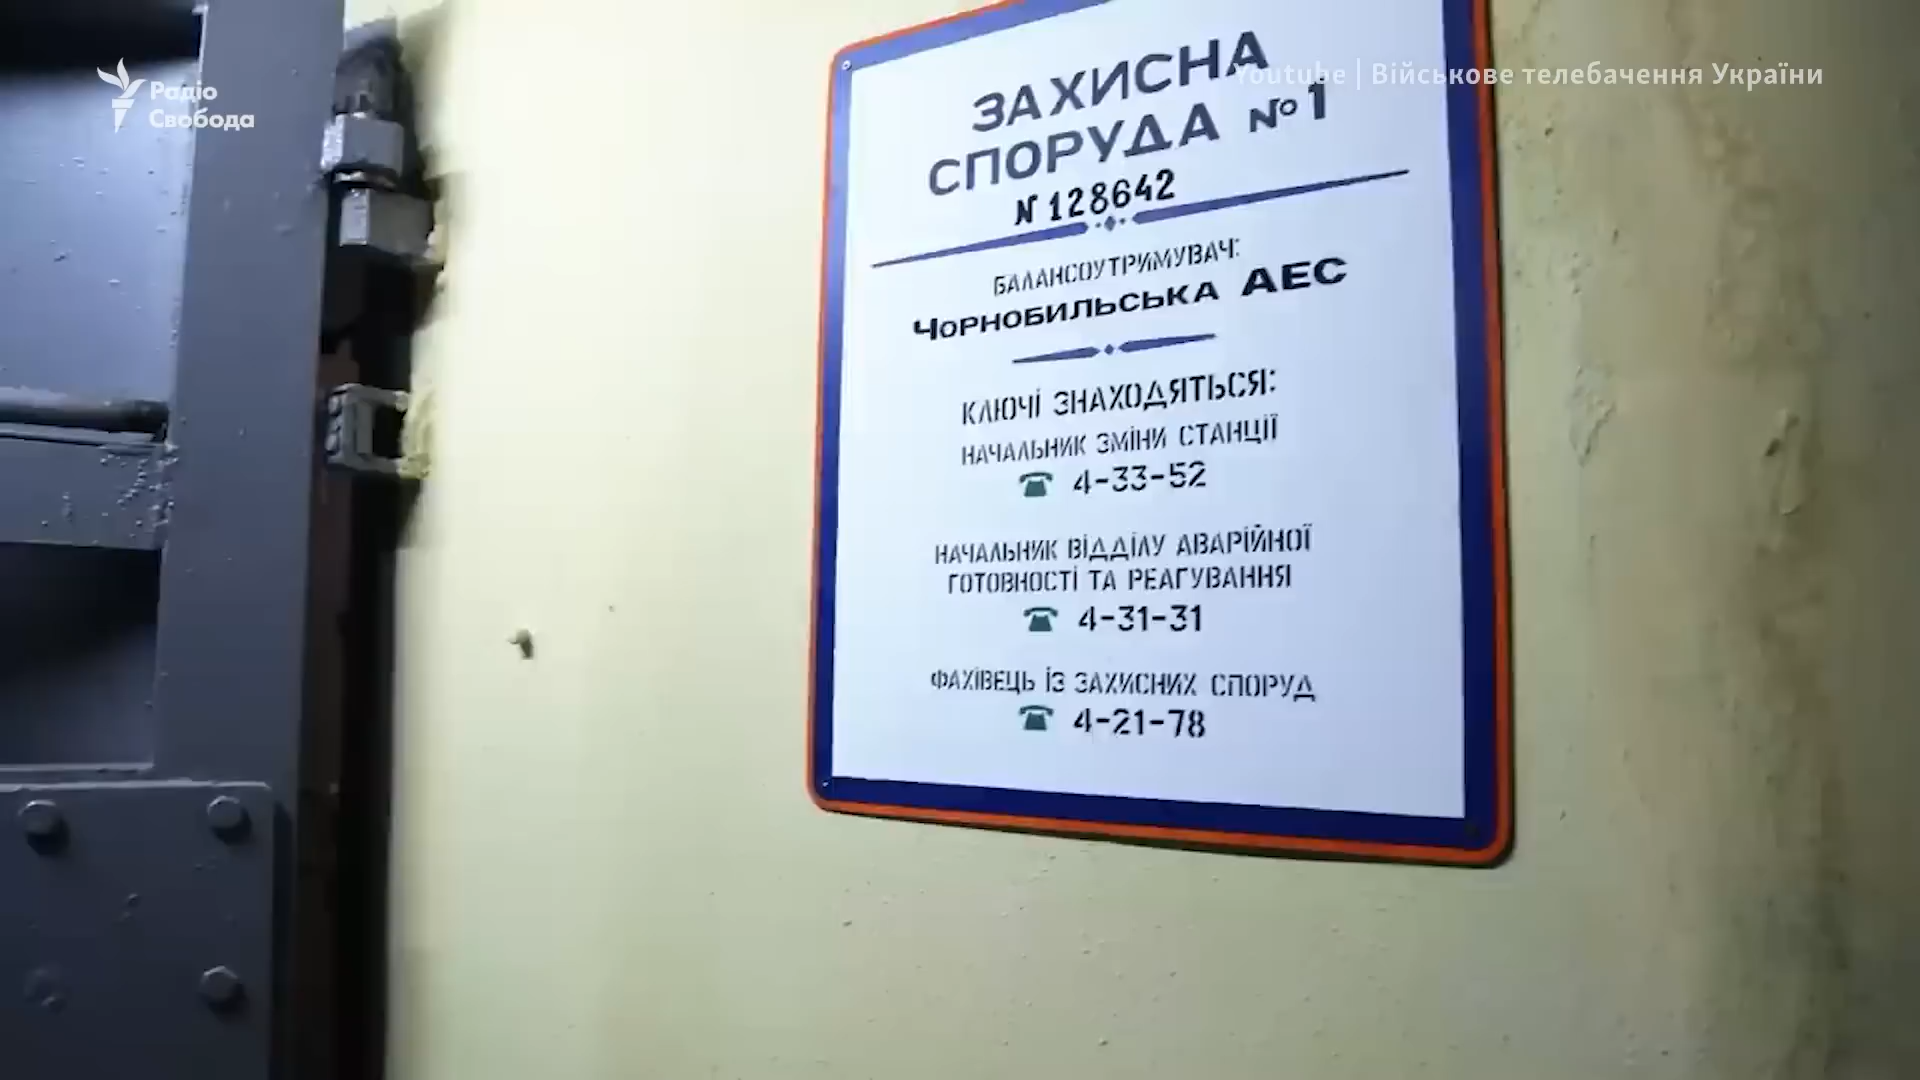 Радіо
Свобода
Youtube | Військове телебачення України
ЗАХИСНА
СПОРУДА №1
N 128642
БАЛАНСОУТРИМУВАЧ:
ЧОРНОБИЛЬСЬКА АЕС
КЛЮЧІ ЗНАХОДЯТЬСЯ:
НАЧАЛЬНИК ЗМІНИ СТАНЦІЇ
☎ 4-33-52
НАЧАЛЬНИК ВІДДІЛУ АВАРІЙНОЇ
ГОТОВНОСТІ ТА РЕАГУВАННЯ
☎ 4-31-31
ФАХІВЕЦЬ ІЗ ЗАХИСНИХ СПОРУД
☎ 4-21-78